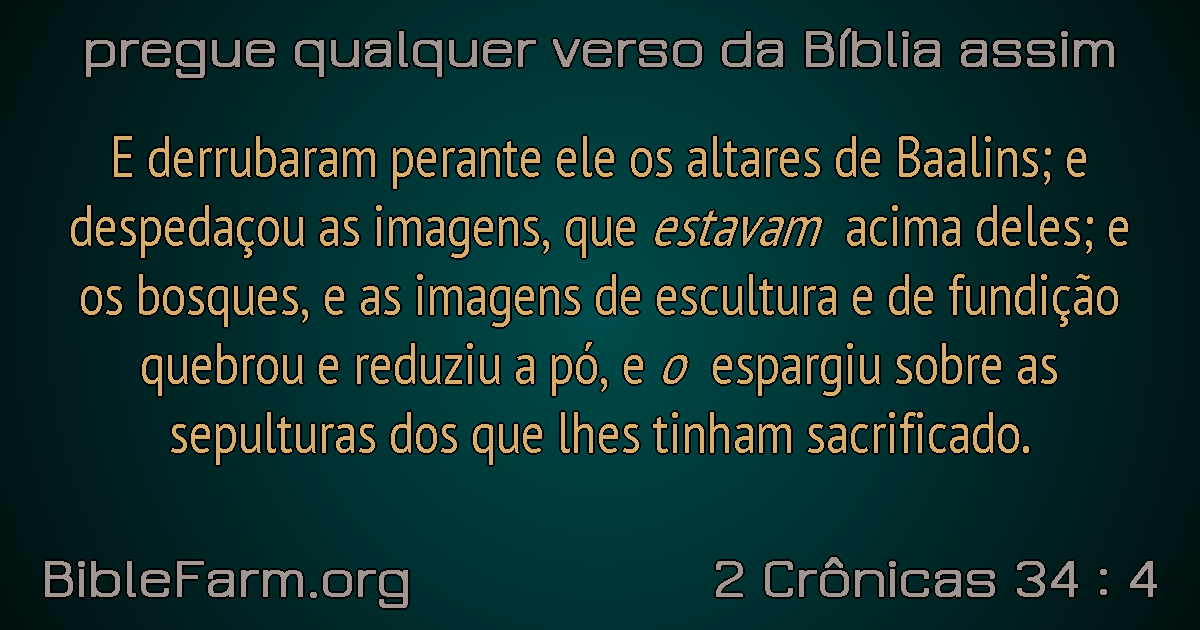 pregue qualquer verso da Bíblia assim
E derrubaram perante ele os altares de Baalins; e
despedaçou as imagens, que estavam acima deles; e
os bosques, e as imagens de escultura e de fundição
quebrou e reduziu a pó, e o espargiu sobre as
sepulturas dos que lhes tinham sacrificado.
BibleFarm.org
2 Crônicas 34 : 4